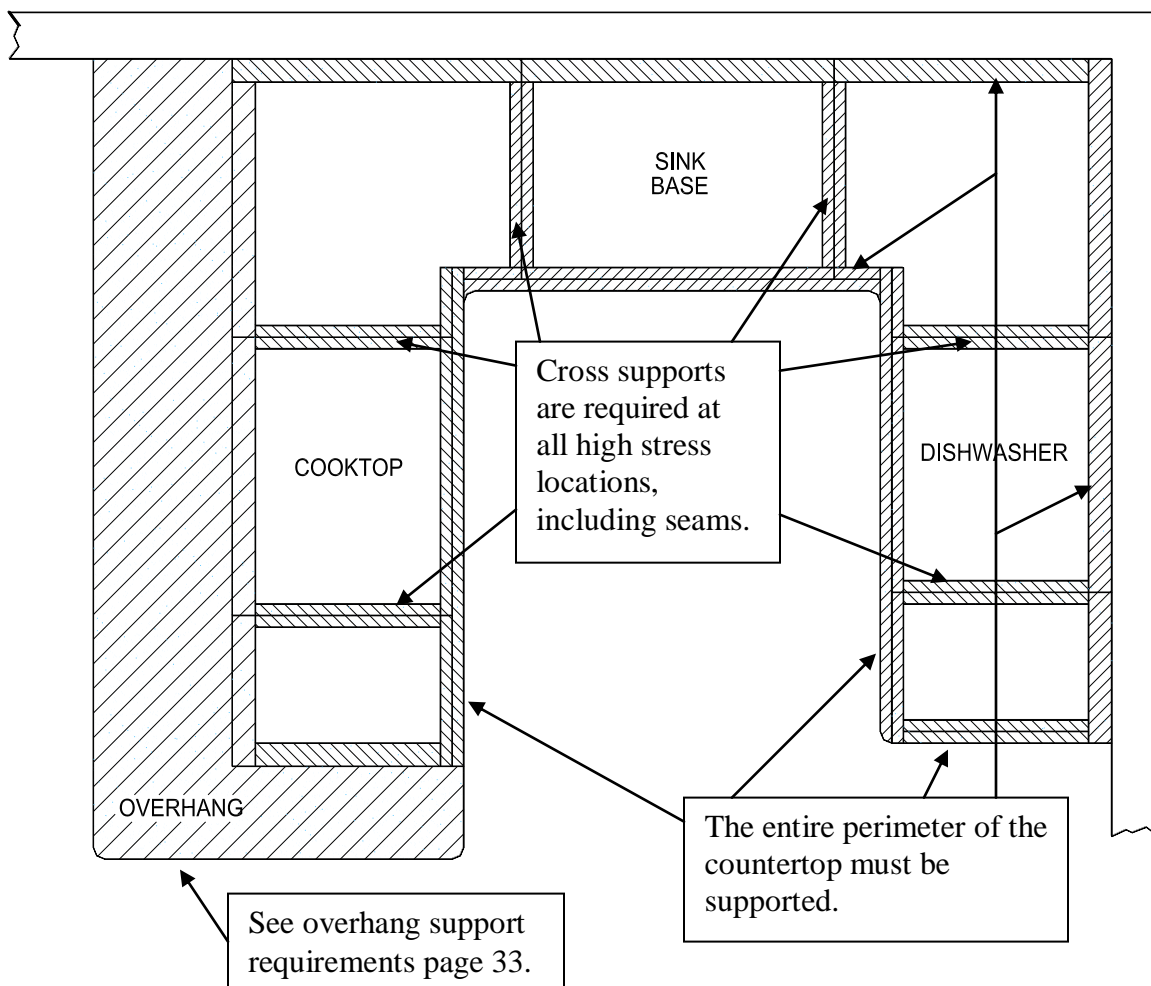 SINK
BASE
Cross supports
are required at
all high stress
locations,
including seams.
COOKTOP
DISHWASHER
OVERHANG
The entire perimeter of the
countertop must be
supported.
See overhang support
requirements page 33.